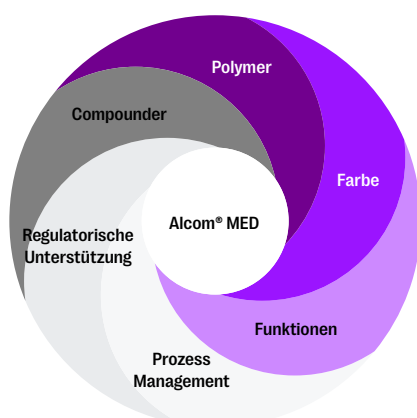 Polymer
Compounder
Farbe
Alcom® MED
Regulatorische
Unterstützung
Funktionen
Prozess
Management